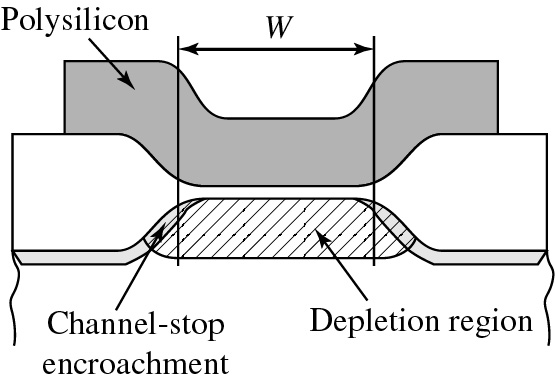 Polysilicon
W
Channel-stop
encroachment
Depletion region